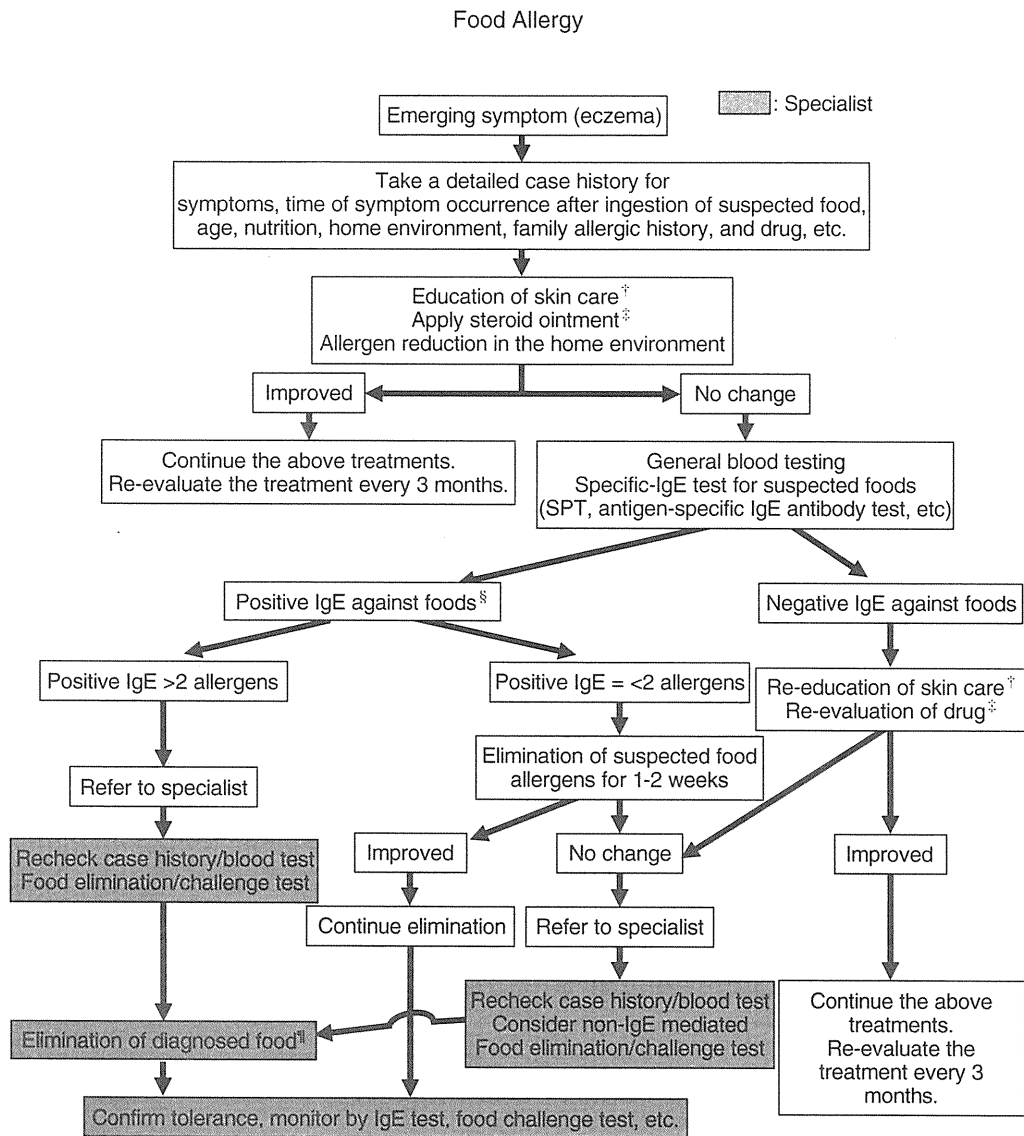 Food Allergy
: Specialist
Emerging symptom (eczema)
Take a detailed case history for
symptoms, time of symptom occurrence after ingestion of suspected food,
age, nutrition, home environment, family allergic history, and drug, etc.
Education of skin care†
Apply steroid ointment‡
Allergen reduction in the home environment
Improved
No change
Continue the above treatments.
Re-evaluate the treatment every 3 months.
General blood testing
Specific-IgE test for suspected foods
(SPT, antigen-specific IgE antibody test, etc)
Positive IgE against foods§
Negative IgE against foods
Positive IgE >2 allergens
Positive IgE = <2 allergens
Re-education of skin care†
Re-evaluation of drug‡
Elimination of suspected food
allergens for 1-2 weeks
Refer to specialist
Recheck case history/blood test
Food elimination/challenge test
Improved
No change
Improved
Continue elimination
Refer to specialist
Recheck case history/blood test
Consider non-IgE mediated
Food elimination/challenge test
Continue the above
treatments.
Re-evaluate the
treatment every 3
months.
Elimination of diagnosed food¶
Confirm tolerance, monitor by IgE test, food challenge test, etc.